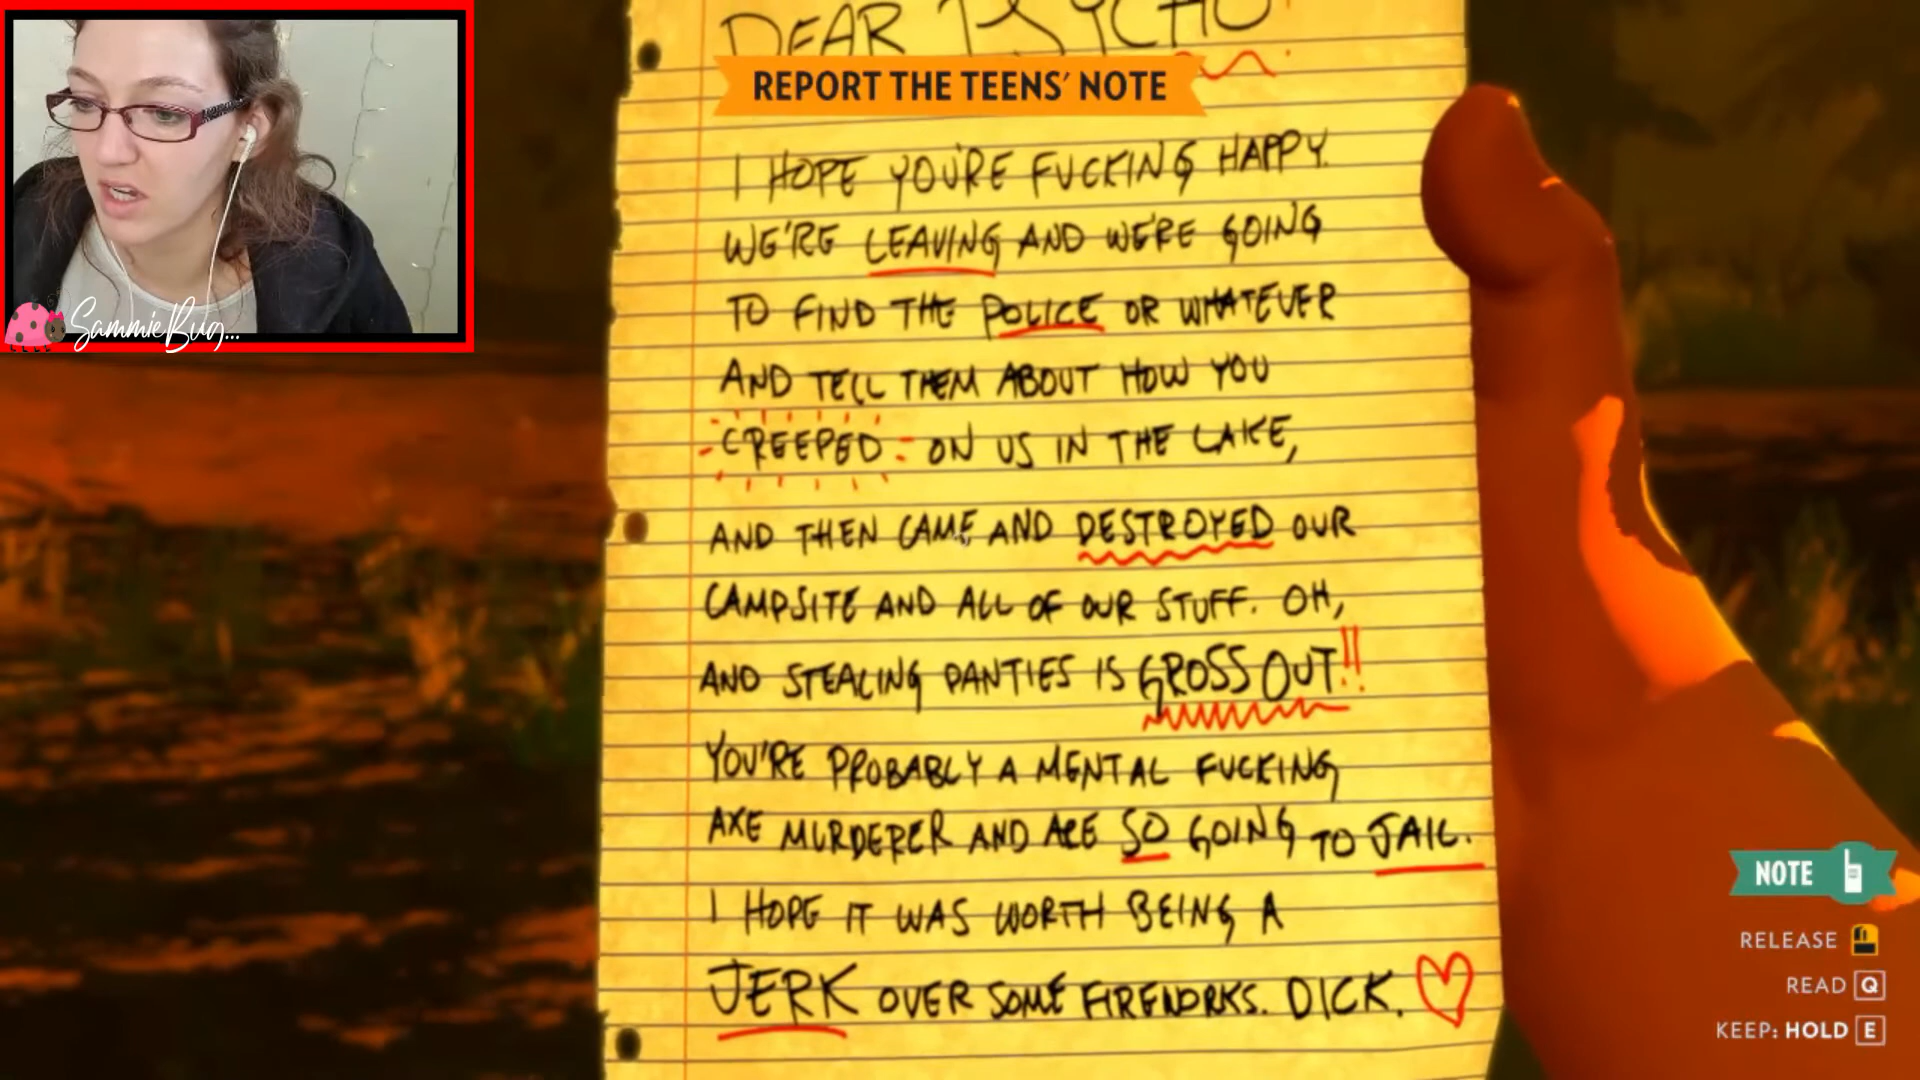 DEAR PSYCHO!
REPORT THE TEENS' NOTE
I HOPE YOU'RE FUCKING HAPPY.
WE'RE LEAVING AND WE'RE GOING
TO FIND THE POLICE OR WHATEVER
AND TELL THEM ABOUT HOW YOU
CREEPED ON US IN THE LAKE,
AND THEN CAME AND DESTROYED OUR
CAMPSITE AND ALL OF OUR STUFF. OH,
AND STEALING PANTIES IS GROSS OUT!!
YOU'RE PROBABLY A MENTAL FUCKING
AXE MURDERER AND ARE SO GOING TO JAIL.
I HOPE IT WAS WORTH BEING A
JERK OVER SOME FIREWORKS. DICK.
SammieBug...
NOTE
RELEASE
READ Q
KEEP: HOLD E